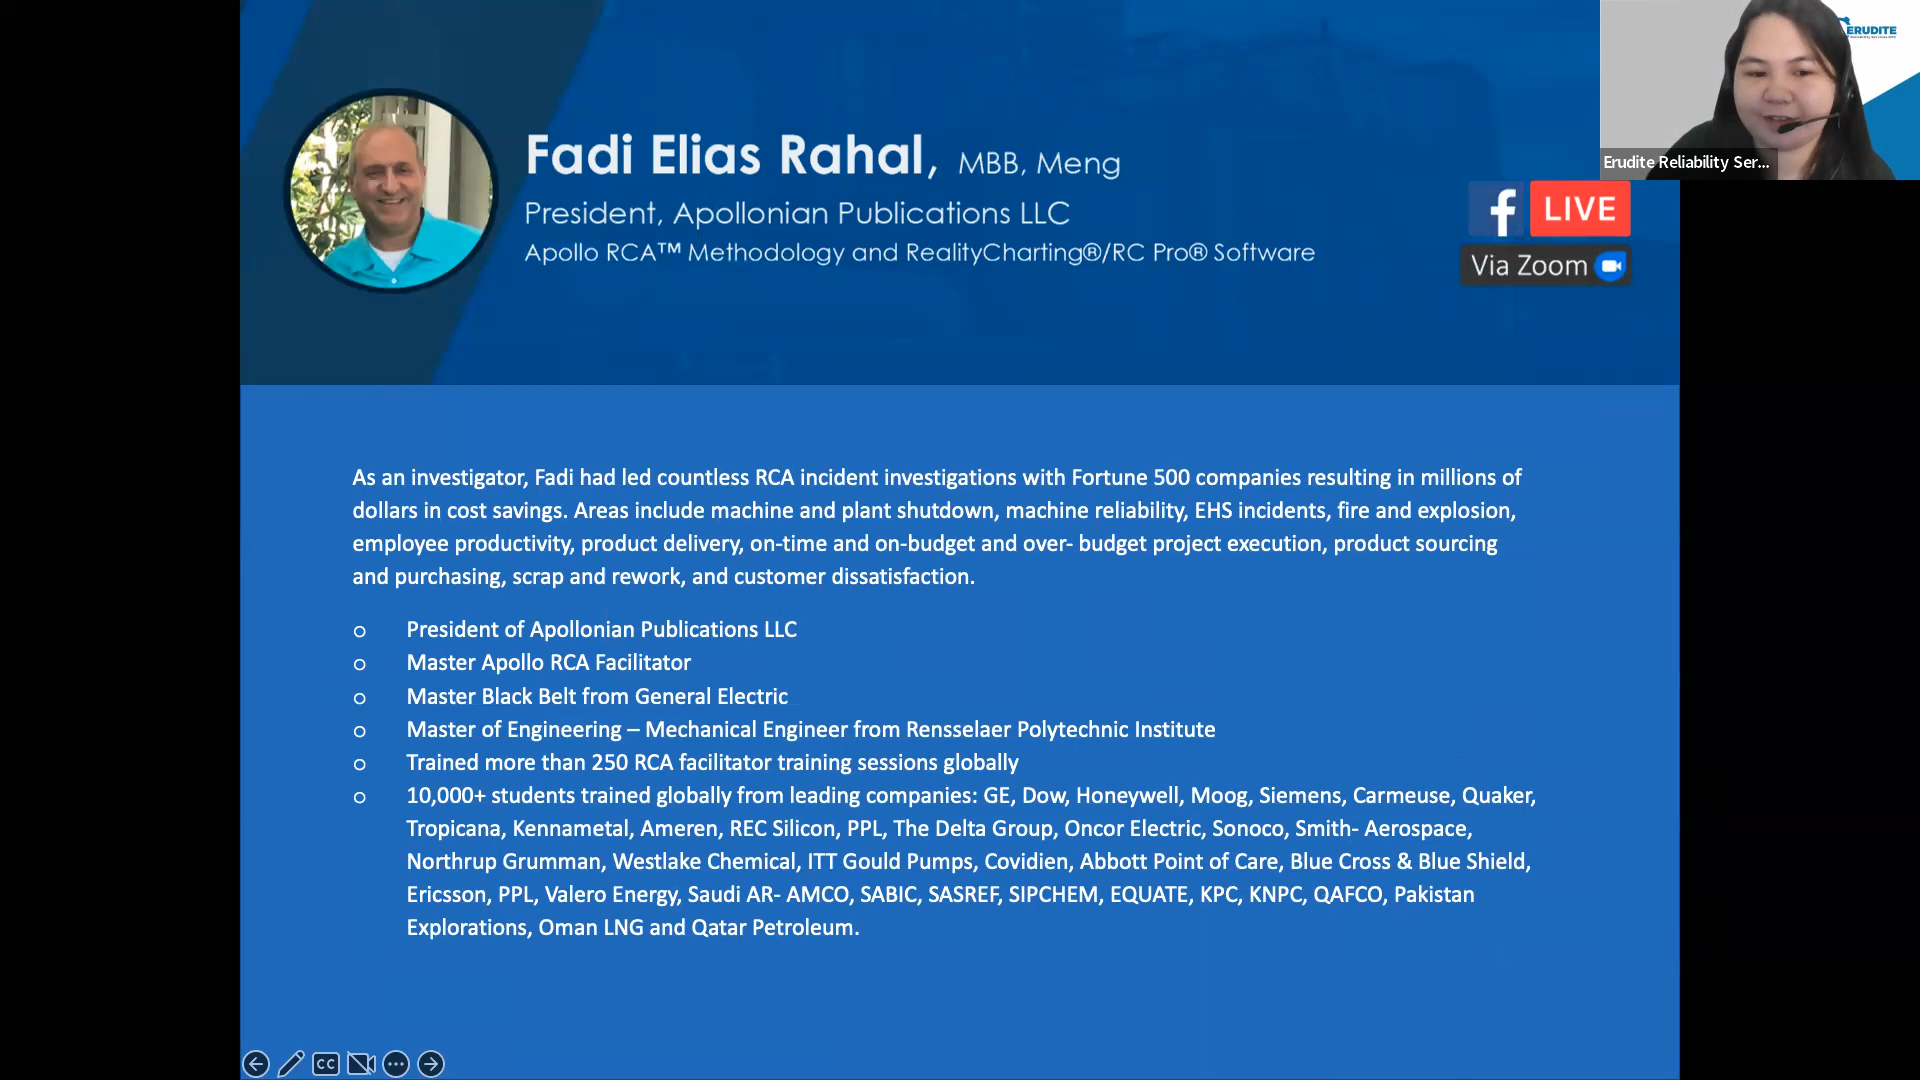 Fadi Elias Rahal, MBB, Meng
President, Apollonian Publications LLC
Apollo RCA™ Methodology and RealityCharting®/RC Pro® Software
ERUDITE
Erudite Reliability Ser...
f LIVE
Via Zoom
As an investigator, Fadi had led countless RCA incident investigations with Fortune 500 companies resulting in millions of
dollars in cost savings. Areas include machine and plant shutdown, machine reliability, EHS incidents, fire and explosion,
employee productivity, product delivery, on-time and on-budget and over- budget project execution, product sourcing
and purchasing, scrap and rework, and customer dissatisfaction.
o President of Apollonian Publications LLC
o Master Apollo RCA Facilitator
o Master Black Belt from General Electric
o Master of Engineering – Mechanical Engineer from Rensselaer Polytechnic Institute
o Trained more than 250 RCA facilitator training sessions globally
o 10,000+ students trained globally from leading companies: GE, Dow, Honeywell, Moog, Siemens, Carmeuse, Quaker,
Tropicana, Kennametal, Ameren, REC Silicon, PPL, The Delta Group, Oncor Electric, Sonoco, Smith- Aerospace,
Northrup Grumman, Westlake Chemical, ITT Gould Pumps, Covidien, Abbott Point of Care, Blue Cross & Blue Shield,
Ericsson, PPL, Valero Energy, Saudi AR- AMCO, SABIC, SASREF, SIPCHEM, EQUATE, KPC, KNPC, QAFCO, Pakistan
Explorations, Oman LNG and Qatar Petroleum.
CC